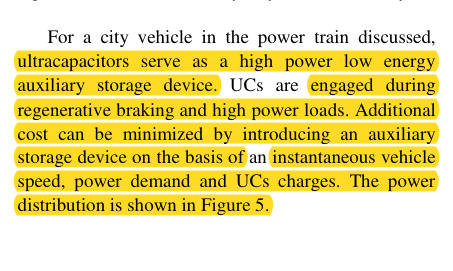 For a city vehicle in the power train discussed,
ultracapacitors serve as a high power low energy
auxiliary storage device. UCs are engaged during
regenerative braking and high power loads. Additional
cost can be minimized by introducing an auxiliary
storage device on the basis of an instantaneous vehicle
speed, power demand and UCs charges. The power
distribution is shown in Figure 5.